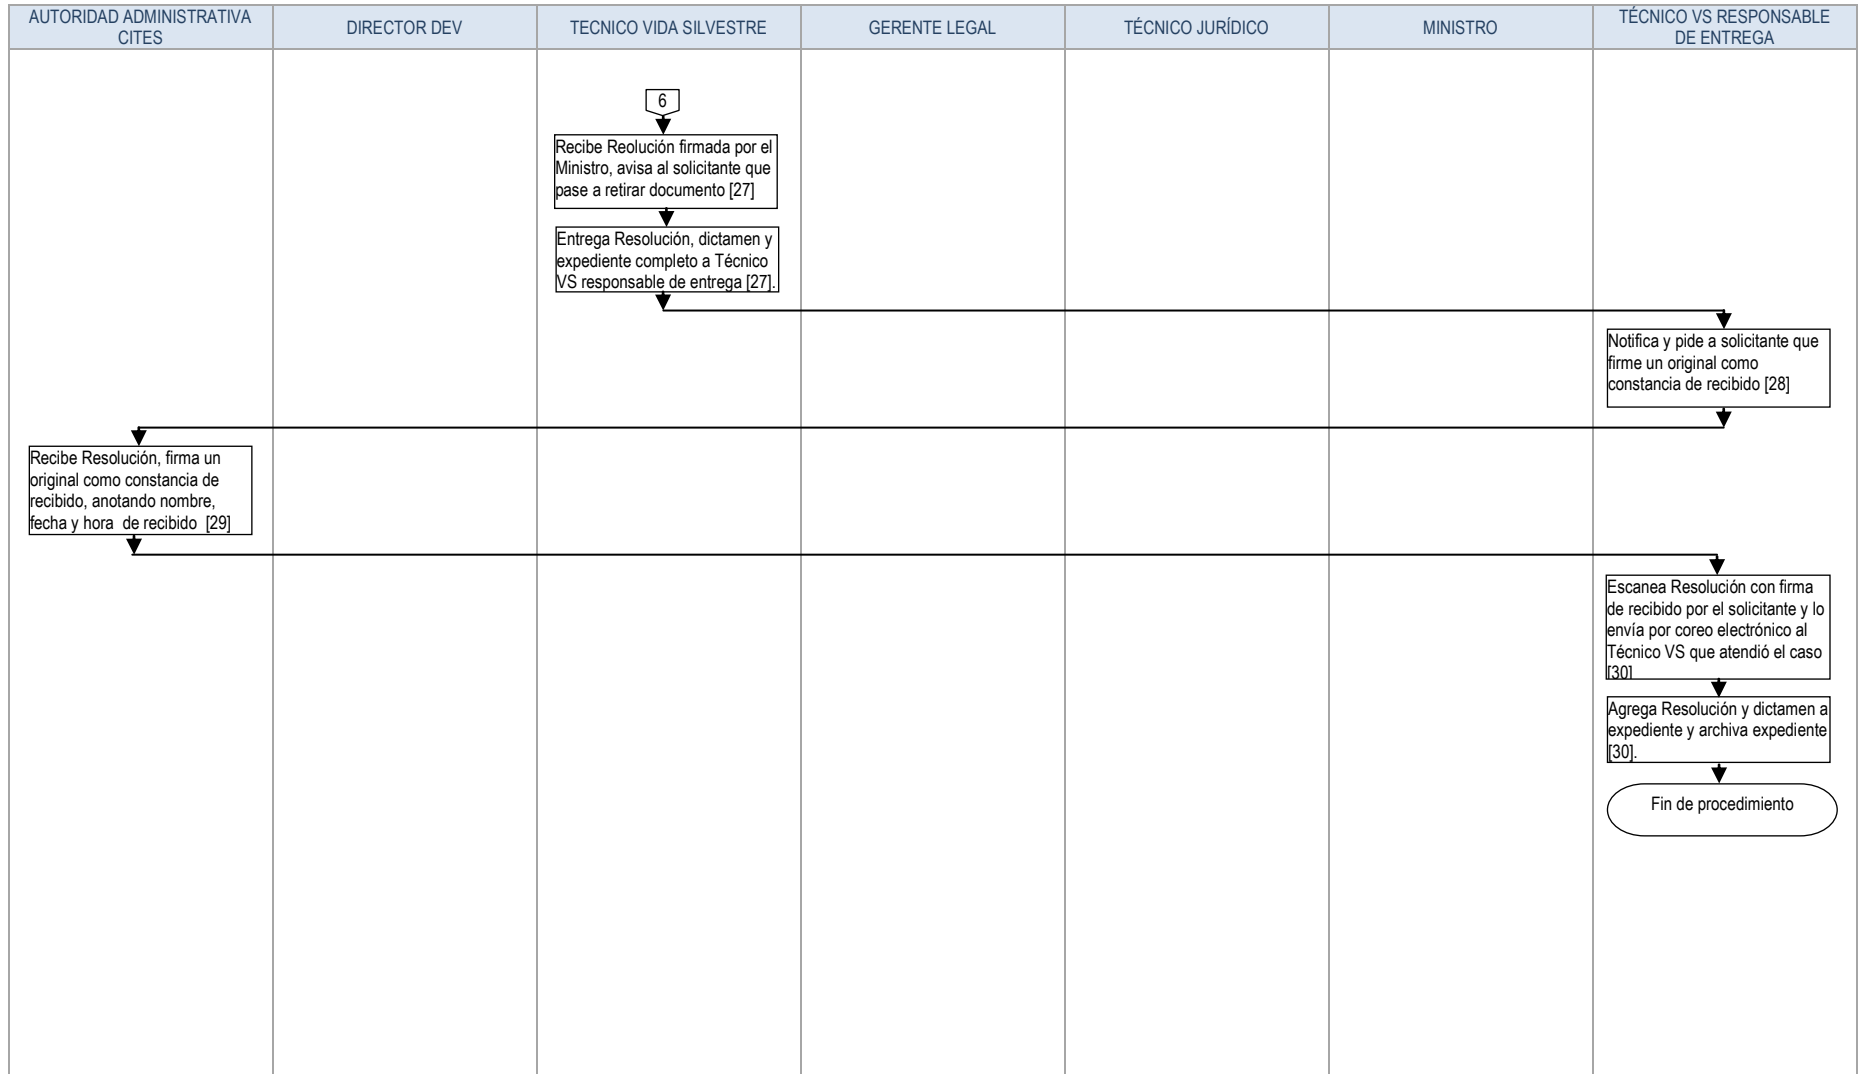 AUTORIDAD ADMINISTRATIVA
CITES
DIRECTOR DEV
TECNICO VIDA SILVESTRE
GERENTE LEGAL
TÉCNICO JURÍDICO
MINISTRO
TÉCNICO VS RESPONSABLE
DE ENTREGA
6
Recibe Reolución firmada por el
Ministro, avisa al solicitante que
pase a retirar documento [27]
Entrega Resolución, dictamen y
expediente completo a Técnico
VS responsable de entrega [27].
Notifica y pide a solicitante que
firme un original como
constancia de recibido [28]
Recibe Resolución, firma un
original como constancia de
recibido, anotando nombre,
fecha y hora  de recibido  [29]
Escanea Resolución con firma
de recibido por el solicitante y lo
envía por coreo electrónico al
Técnico VS que atendió el caso
[30]
Agrega Resolución y dictamen a
expediente y archiva expediente
[30].
Fin de procedimiento